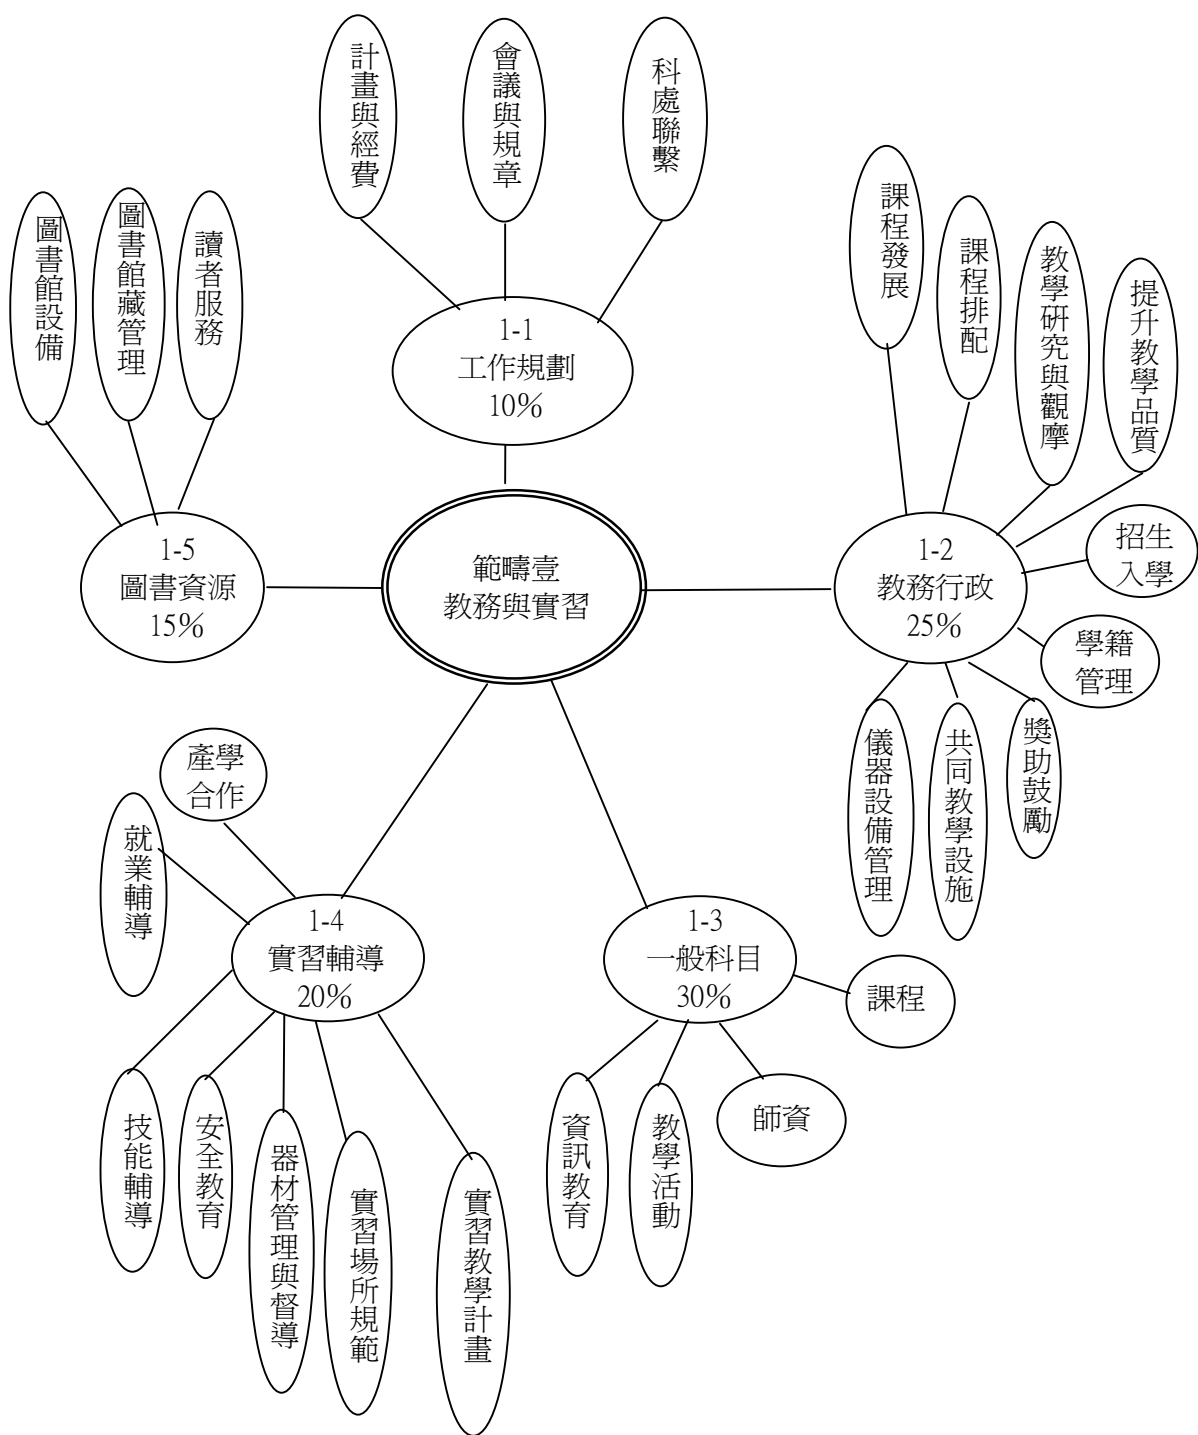 計畫與經費
會議與規章
科處聯繫
1-1
工作規劃
10%
圖書館設備
圖書館藏管理
讀者服務
1-5
圖書資源
15%
範疇壹
教務與實習
課程發展
課程排配
教學研究與觀摩
提升教學品質
招生
入學
學籍
管理
1-2
教務行政
25%
儀器設備管理
共同教學設施
獎助鼓勵
產學
合作
就業輔導
1-4
實習輔導
20%
技能輔導
安全教育
器材管理與督導
實習場所規範
實習教學計畫
1-3
一般科目
30%
課程
師資
資訊教育
教學活動